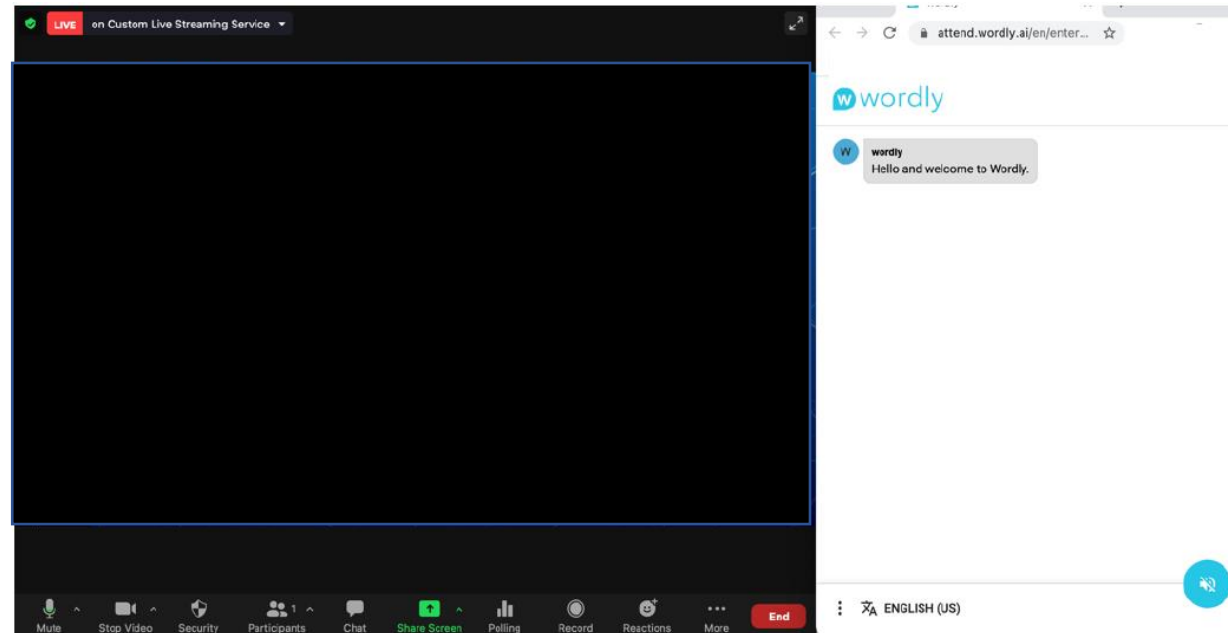 LIVE on Custom Live Streaming Service
attend.wordly.ai/en/enter...
wordly
W
wordly
Hello and welcome to Wordly.
Mute
Stop Video
Security
1
Participants
Chat
Share Screen
Polling
Record
Reactions
More
End
ENGLISH (US)